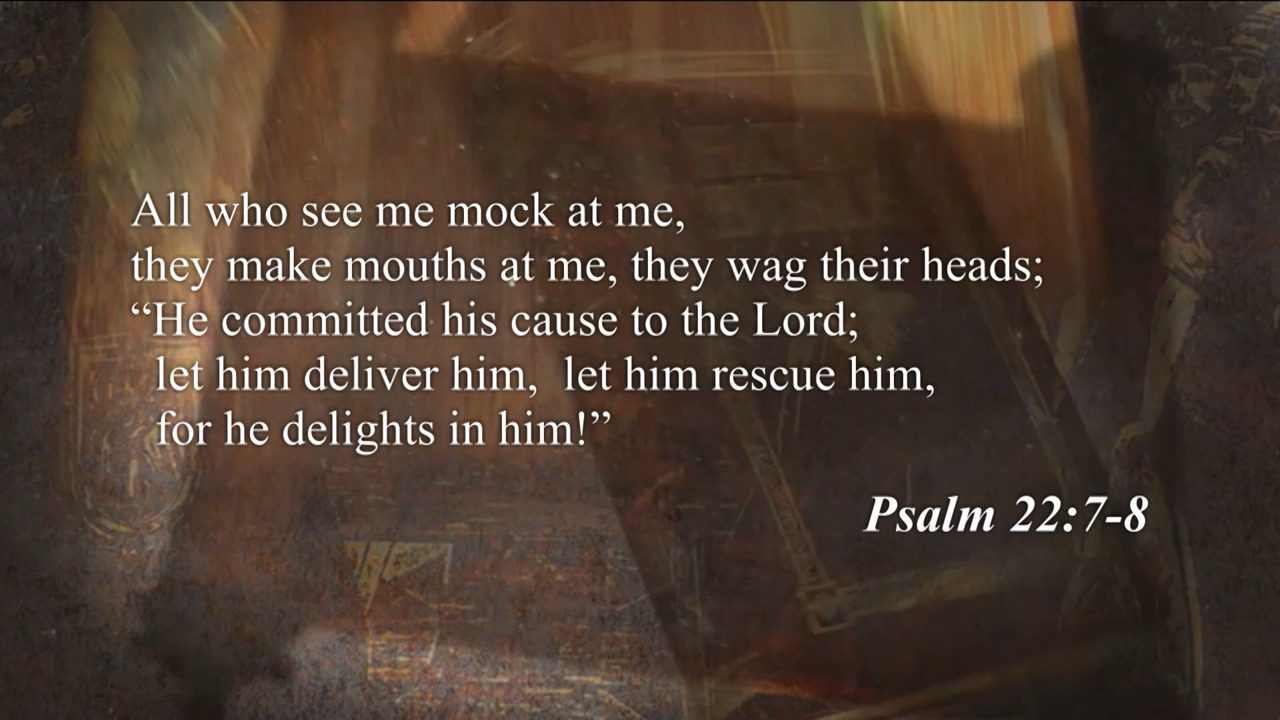 All who see me mock at me,
they make mouths at me, they wag their heads;
“He committed his cause to the Lord;
let him deliver him,  let him rescue him,
for he delights in him!”
Psalm 22:7-8